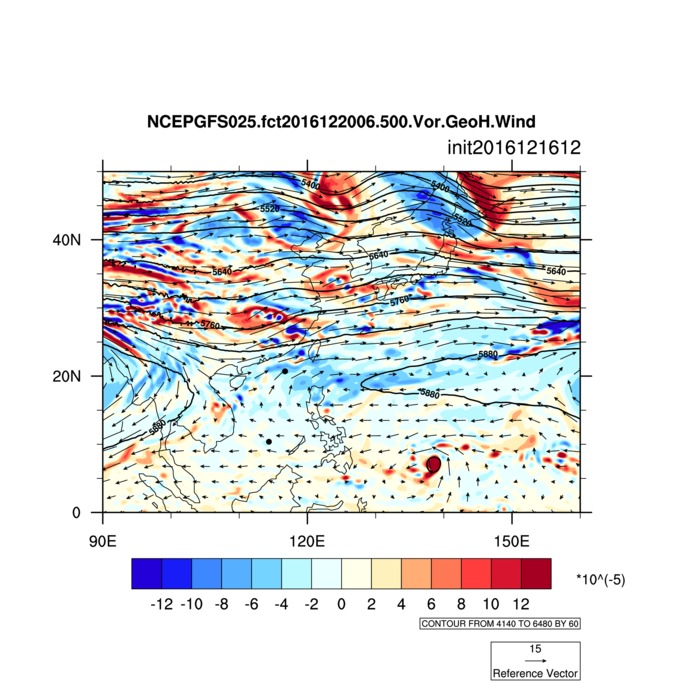 NCEPGFS025.fct2016122006.500.Vor.GeoH.Wind
init2016121612
5400
5400
5520
5520
40N
5640
5640
5640
5760
5760
5880
20N
5880
5880
0
90E 120E 150E
-12 -10 -8 -6 -4 -2 0 2 4 6 8 10 12
*10^(-5)
CONTOUR FROM 4140 TO 6480 BY 60
15
Reference Vector